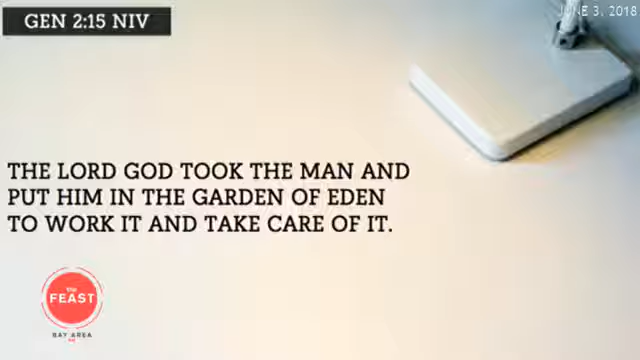 GEN 2:15 NIV
JUNE 3, 2018
THE LORD GOD TOOK THE MAN AND
PUT HIM IN THE GARDEN OF EDEN
TO WORK IT AND TAKE CARE OF IT.
the
FEAST
BAY AREA